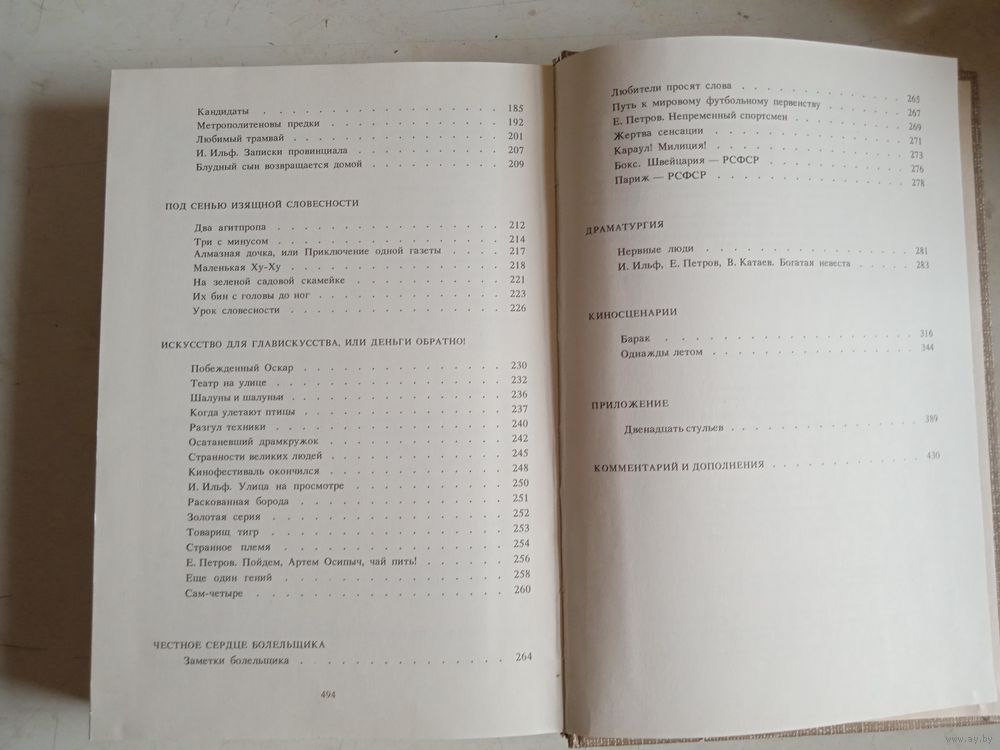 Кандидаты . . . . . . . . . . . . . . . 185
Метрополитеновы предки . . . . . . . . . . . . 192
Любимый трамвай . . . . . . . . . . . . . 201
И. Ильф. Записки провинциала . . . . . . . . . . 207
Блудный сын возвращается домой . . . . . . . . . . 209
ПОД СЕНЬЮ ИЗЯЩНОЙ СЛОВЕСНОСТИ
Два агитпропа . . . . . . . . . . . . . . 212
Три с минусом . . . . . . . . . . . . . . 214
Алмазная дочка, или Приключение одной газеты . . . . . 217
Маленькая Ху-Ху . . . . . . . . . . . . . 218
На зеленой садовой скамейке . . . . . . . . . . 221
Их бин с головы до ног . . . . . . . . . . . . 223
Урок словесности . . . . . . . . . . . . . 226
ИСКУССТВО ДЛЯ ГЛАВИСКУССТВА, ИЛИ ДЕНЬГИ ОБРАТНО!
Побежденный Оскар . . . . . . . . . . . . . 230
Театр на улице . . . . . . . . . . . . . . 232
Шалуны и шалуньи . . . . . . . . . . . . . 236
Когда улетают птицы . . . . . . . . . . . . 237
Разгул техники . . . . . . . . . . . . . . 240
Осатаневший драмкружок . . . . . . . . . . . . 242
Странности великих людей . . . . . . . . . . . 245
Кинофестиваль окончился . . . . . . . . . . . 248
И. Ильф. Улица на просмотре . . . . . . . . . . 250
Раскованная борода . . . . . . . . . . . . . 251
Золотая серия . . . . . . . . . . . . . . 252
Товарищ тигр . . . . . . . . . . . . . . 253
Странное племя . . . . . . . . . . . . . . 254
Е. Петров. Пойдем, Артем Осипыч, чай пить! . . . . . . 256
Еще один гений . . . . . . . . . . . . . . 258
Сам-четыре . . . . . . . . . . . . . . . 260
ЧЕСТНОЕ СЕРДЦЕ БОЛЕЛЬЩИКА
Заметки болельщика . . . . . . . . . . . . . 264
494
Любители просят слова . . . . . . . . . . . 265
Путь к мировому футбольному первенству . . . . . . 267
Е. Петров. Непременный спортсмен . . . . . . . . 269
Жертва сенсации . . . . . . . . . . . . . 271
Караул! Милиция! . . . . . . . . . . . . . 273
Бокс. Швейцария — РСФСР . . . . . . . . . . 276
Париж — РСФСР . . . . . . . . . . . . . 278
ДРАМАТУРГИЯ
Нервные люди . . . . . . . . . . . . . . 281
И. Ильф, Е. Петров, В. Катаев. Богатая невеста . . . . 283
КИНОСЦЕНАРИИ
Барак . . . . . . . . . . . . . . . . 316
Однажды летом . . . . . . . . . . . . . . 344
ПРИЛОЖЕНИЕ
Двенадцать стульев . . . . . . . . . . . . . 389
КОММЕНТАРИЙ И ДОПОЛНЕНИЯ . . . . . . . . . . 430
www.ay.by